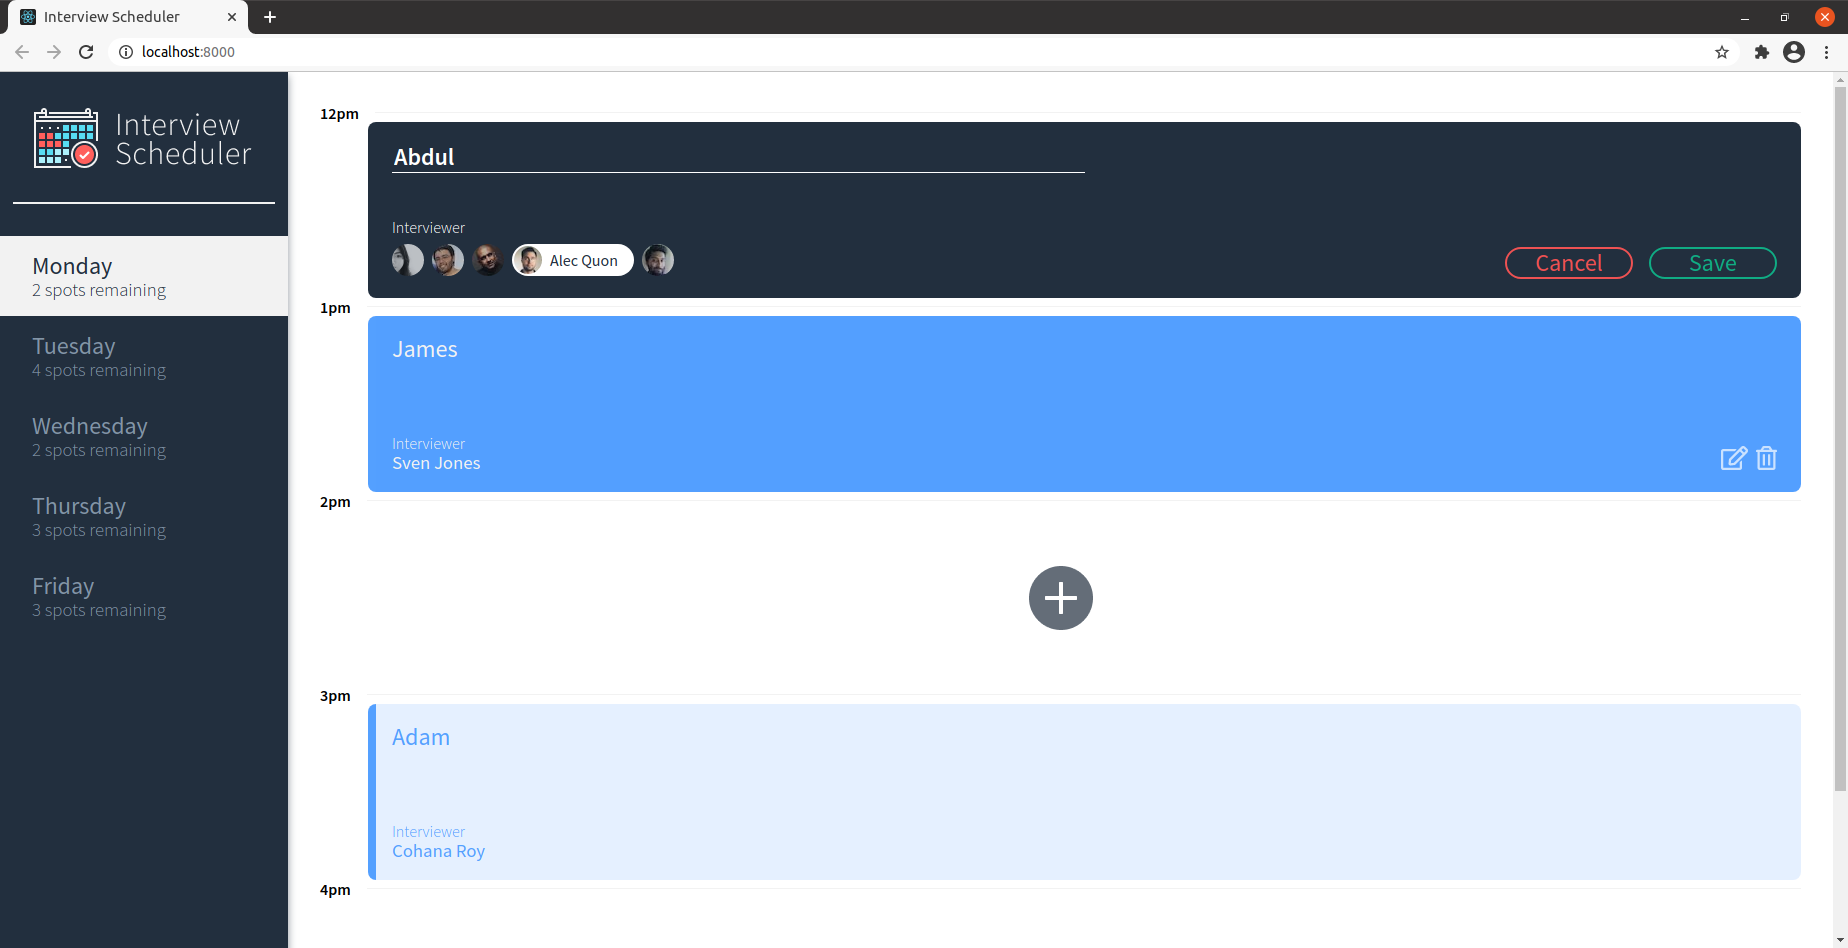 Interview Scheduler
localhost:8000
Interview
Scheduler
Monday
2 spots remaining
Tuesday
4 spots remaining
Wednesday
2 spots remaining
Thursday
3 spots remaining
Friday
3 spots remaining
12pm
Abdul
Interviewer
Alec Quon
Cancel
Save
1pm
James
Interviewer
Sven Jones
2pm
3pm
Adam
Interviewer
Cohana Roy
4pm